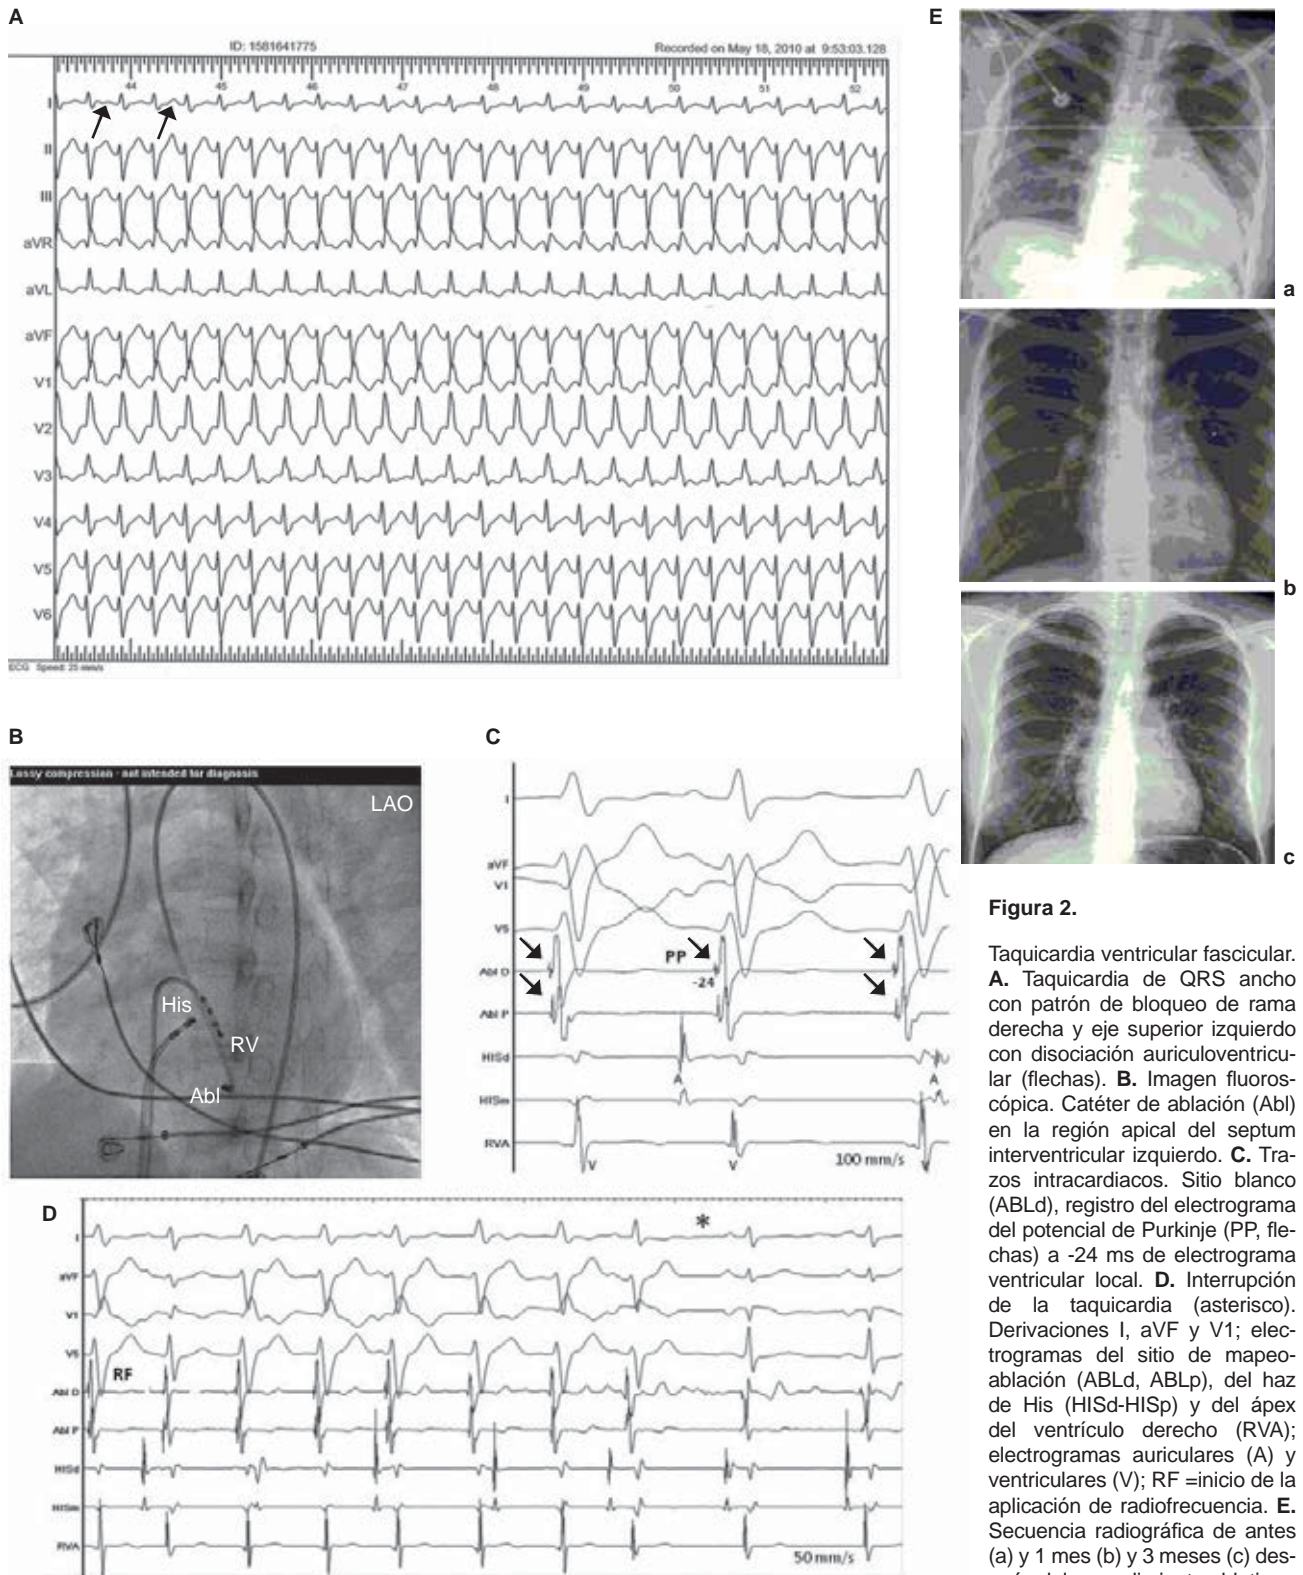 A
ID: 1581641775
Recorded on May 18, 2010 at 9:53:03.128
44 45 46 47 48 49 50 51 52
I
II
III
aVR
aVL
aVF
V1
V2
V3
V4
V5
V6
ECG Speed: 25 mm/s
B
Lossy compression - not intended for diagnosis
LAO
His
RV
Abl
C
I
aVF
V1
V5
PP
Abl D
-24
Abl P
HISd
A
A
HISm
RVA
V
V
V
100 mm/s
D
I
*
aVF
V1
V5
RF
Abl D
Abl P
HISd
HISm
RVA
50 mm/s
E
a
b
c
Figura 2.
Taquicardia ventricular fascicular.
A. Taquicardia de QRS ancho
con patrón de bloqueo de rama
derecha y eje superior izquierdo
con disociación auriculoventricu-
lar (flechas). B. Imagen fluoros-
cópica. Catéter de ablación (Abl)
en la región apical del septum
interventricular izquierdo. C. Tra-
zos intracardiacos. Sitio blanco
(ABLd), registro del electrograma
del potencial de Purkinje (PP, fle-
chas) a -24 ms de electrograma
ventricular local. D. Interrupción
de la taquicardia (asterisco).
Derivaciones I, aVF y V1; elec-
trogramas del sitio de mapeo-
ablación (ABLd, ABLp), del haz
de His (HISd-HISp) y del ápex
del ventrículo derecho (RVA);
electrogramas auriculares (A) y
ventriculares (V); RF =inicio de la
aplicación de radiofrecuencia. E.
Secuencia radiográfica de antes
(a) y 1 mes (b) y 3 meses (c) des-